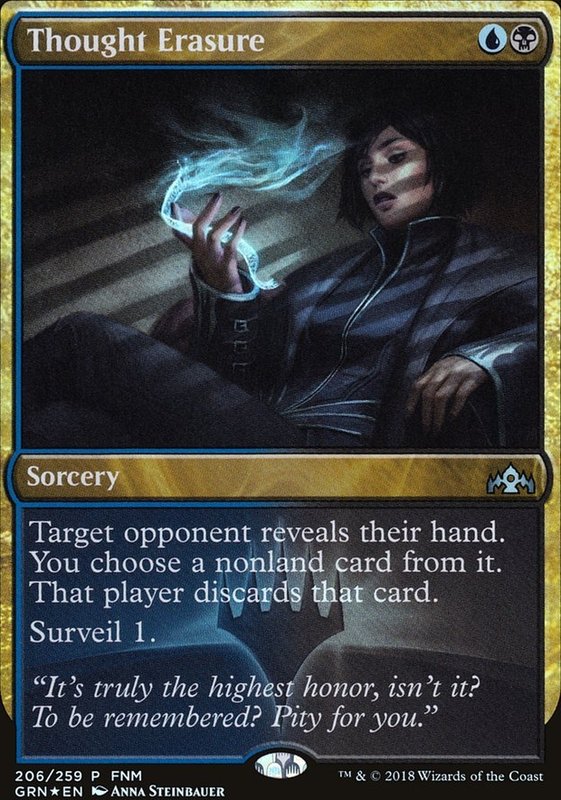 Thought Erasure
Sorcery
Target opponent reveals their hand.
You choose a nonland card from it.
That player discards that card.
Surveil 1.
“It’s truly the highest honor, isn’t it?
To be remembered? Pity for you.”
206/259 P FNM
GRN★EN Anna Steinbauer
™ & © 2018 Wizards of the Coast